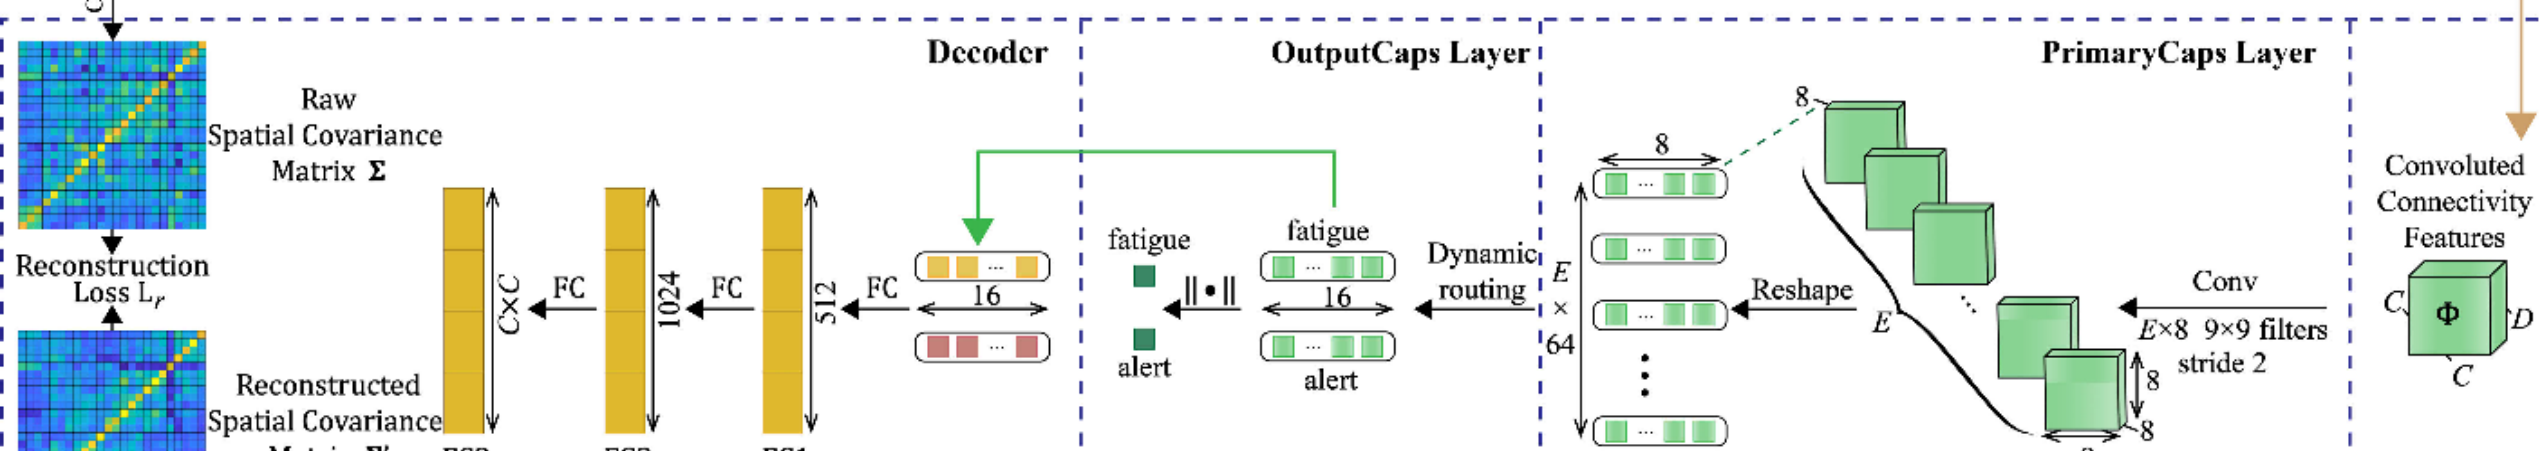 Decoder
OutputCaps Layer
PrimaryCaps Layer
Raw
Spatial Covariance
Matrix Σ
Reconstruction
Loss Lr
Reconstructed
Spatial Covariance
C×C
FC
1024
FC
512
FC
16
fatigue
alert
||•||
fatigue
16
alert
Dynamic
routing
8
E
×
64
Reshape
8
E
8
8
Conv
E×8 9×9 filters
stride 2
Convoluted
Connectivity
Features
C
Φ
D
C